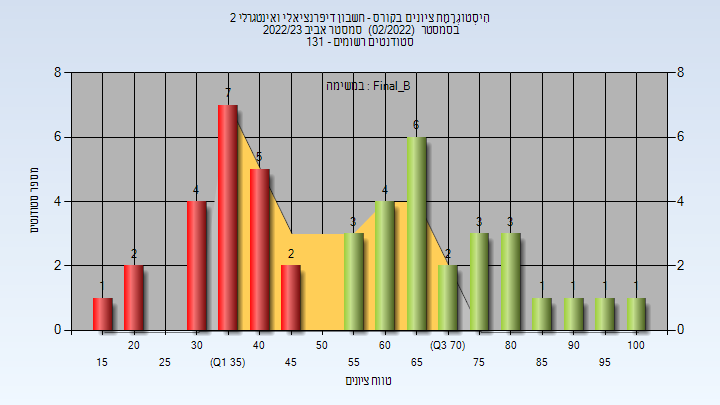 היסטוגרמת ציונים בקורס - חשבון דיפרנציאלי ואינטגרלי 2
בסמסטר (02/2022) סמסטר אביב 2022/23
סטודנטים רשומים - 131
במשימה : Final_B
8 8
7
6 6
6
5
4 4
4 4
3 3 3
2 2
2 2 2
1 1 1 1 1
0 0
מספר סטודנטים
20 30 40 50 60 (Q3 70) 80 90 100
15 25 (Q1 35) 45 55 65 75 85 95
טווח ציונים